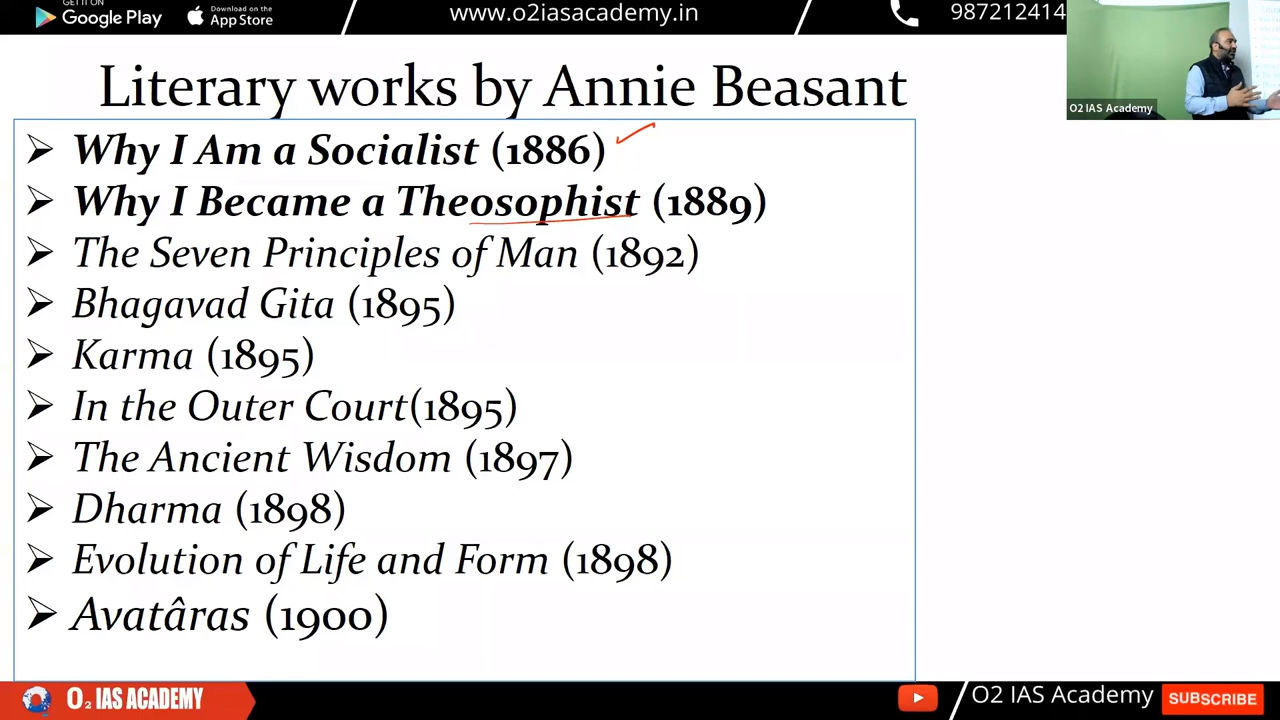 GET IT ON
Google Play
Download on the
App Store
www.o2iasacademy.in
987212414
O2 IAS Academy
Literary works by Annie Beasant
➢ Why I Am a Socialist (1886)
➢ Why I Became a Theosophist (1889)
➢ The Seven Principles of Man (1892)
➢ Bhagavad Gita (1895)
➢ Karma (1895)
➢ In the Outer Court(1895)
➢ The Ancient Wisdom (1897)
➢ Dharma (1898)
➢ Evolution of Life and Form (1898)
➢ Avatâras (1900)
O2 IAS ACADEMY
O2 IAS Academy
SUBSCRIBE